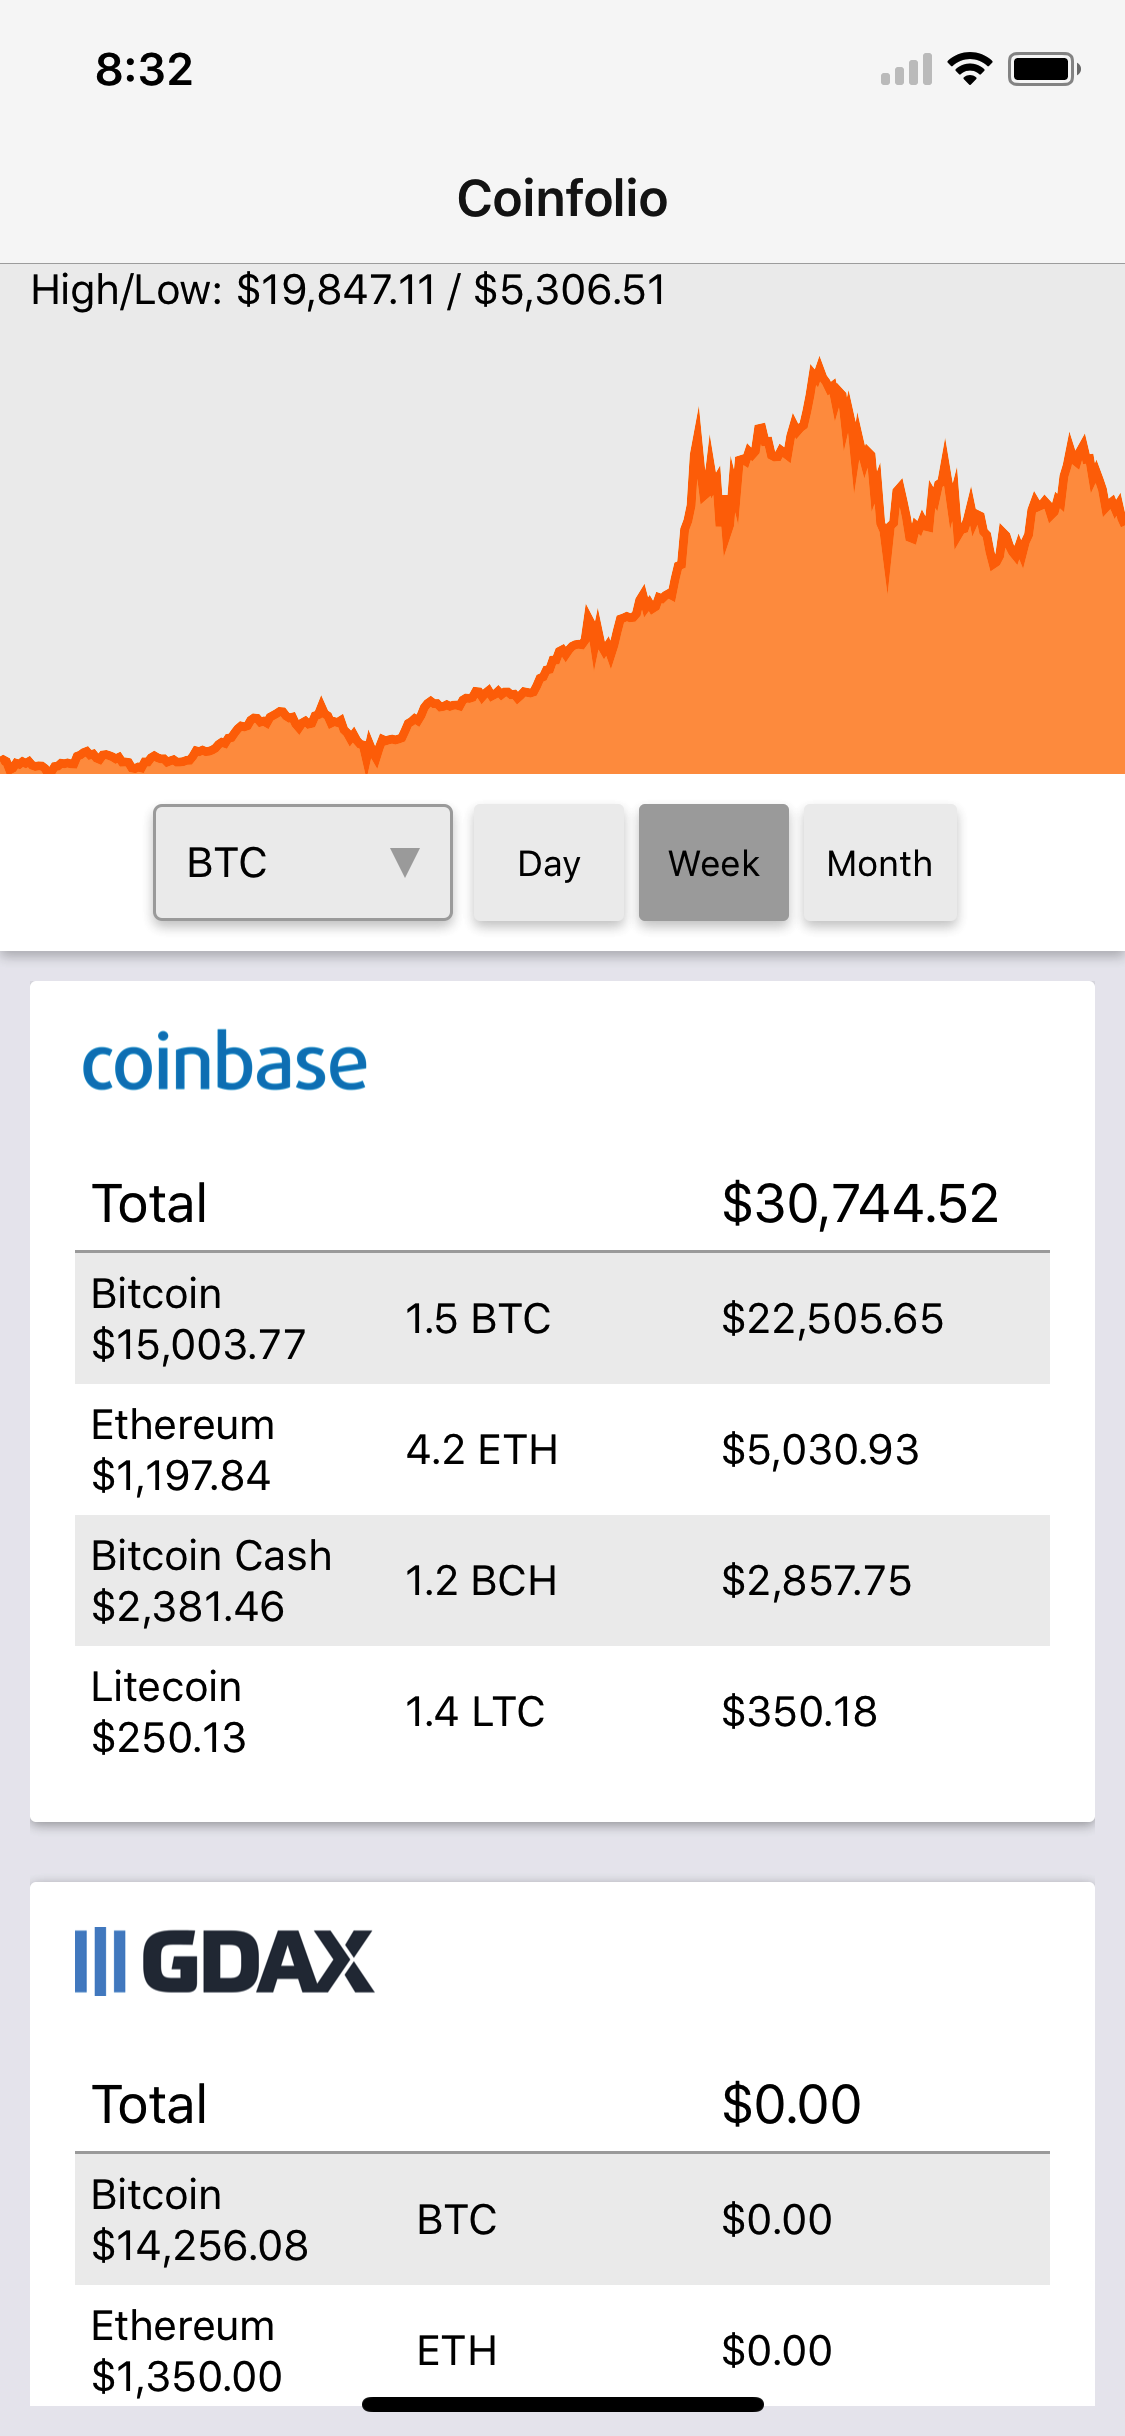 8:32
Coinfolio
High/Low: $19,847.11 / $5,306.51
BTC ▼ Day Week Month
coinbase
Total $30,744.52
Bitcoin
$15,003.77 1.5 BTC $22,505.65
Ethereum
$1,197.84 4.2 ETH $5,030.93
Bitcoin Cash
$2,381.46 1.2 BCH $2,857.75
Litecoin
$250.13 1.4 LTC $350.18
GDAX
Total $0.00
Bitcoin
$14,256.08 BTC $0.00
Ethereum
$1,350.00 ETH $0.00